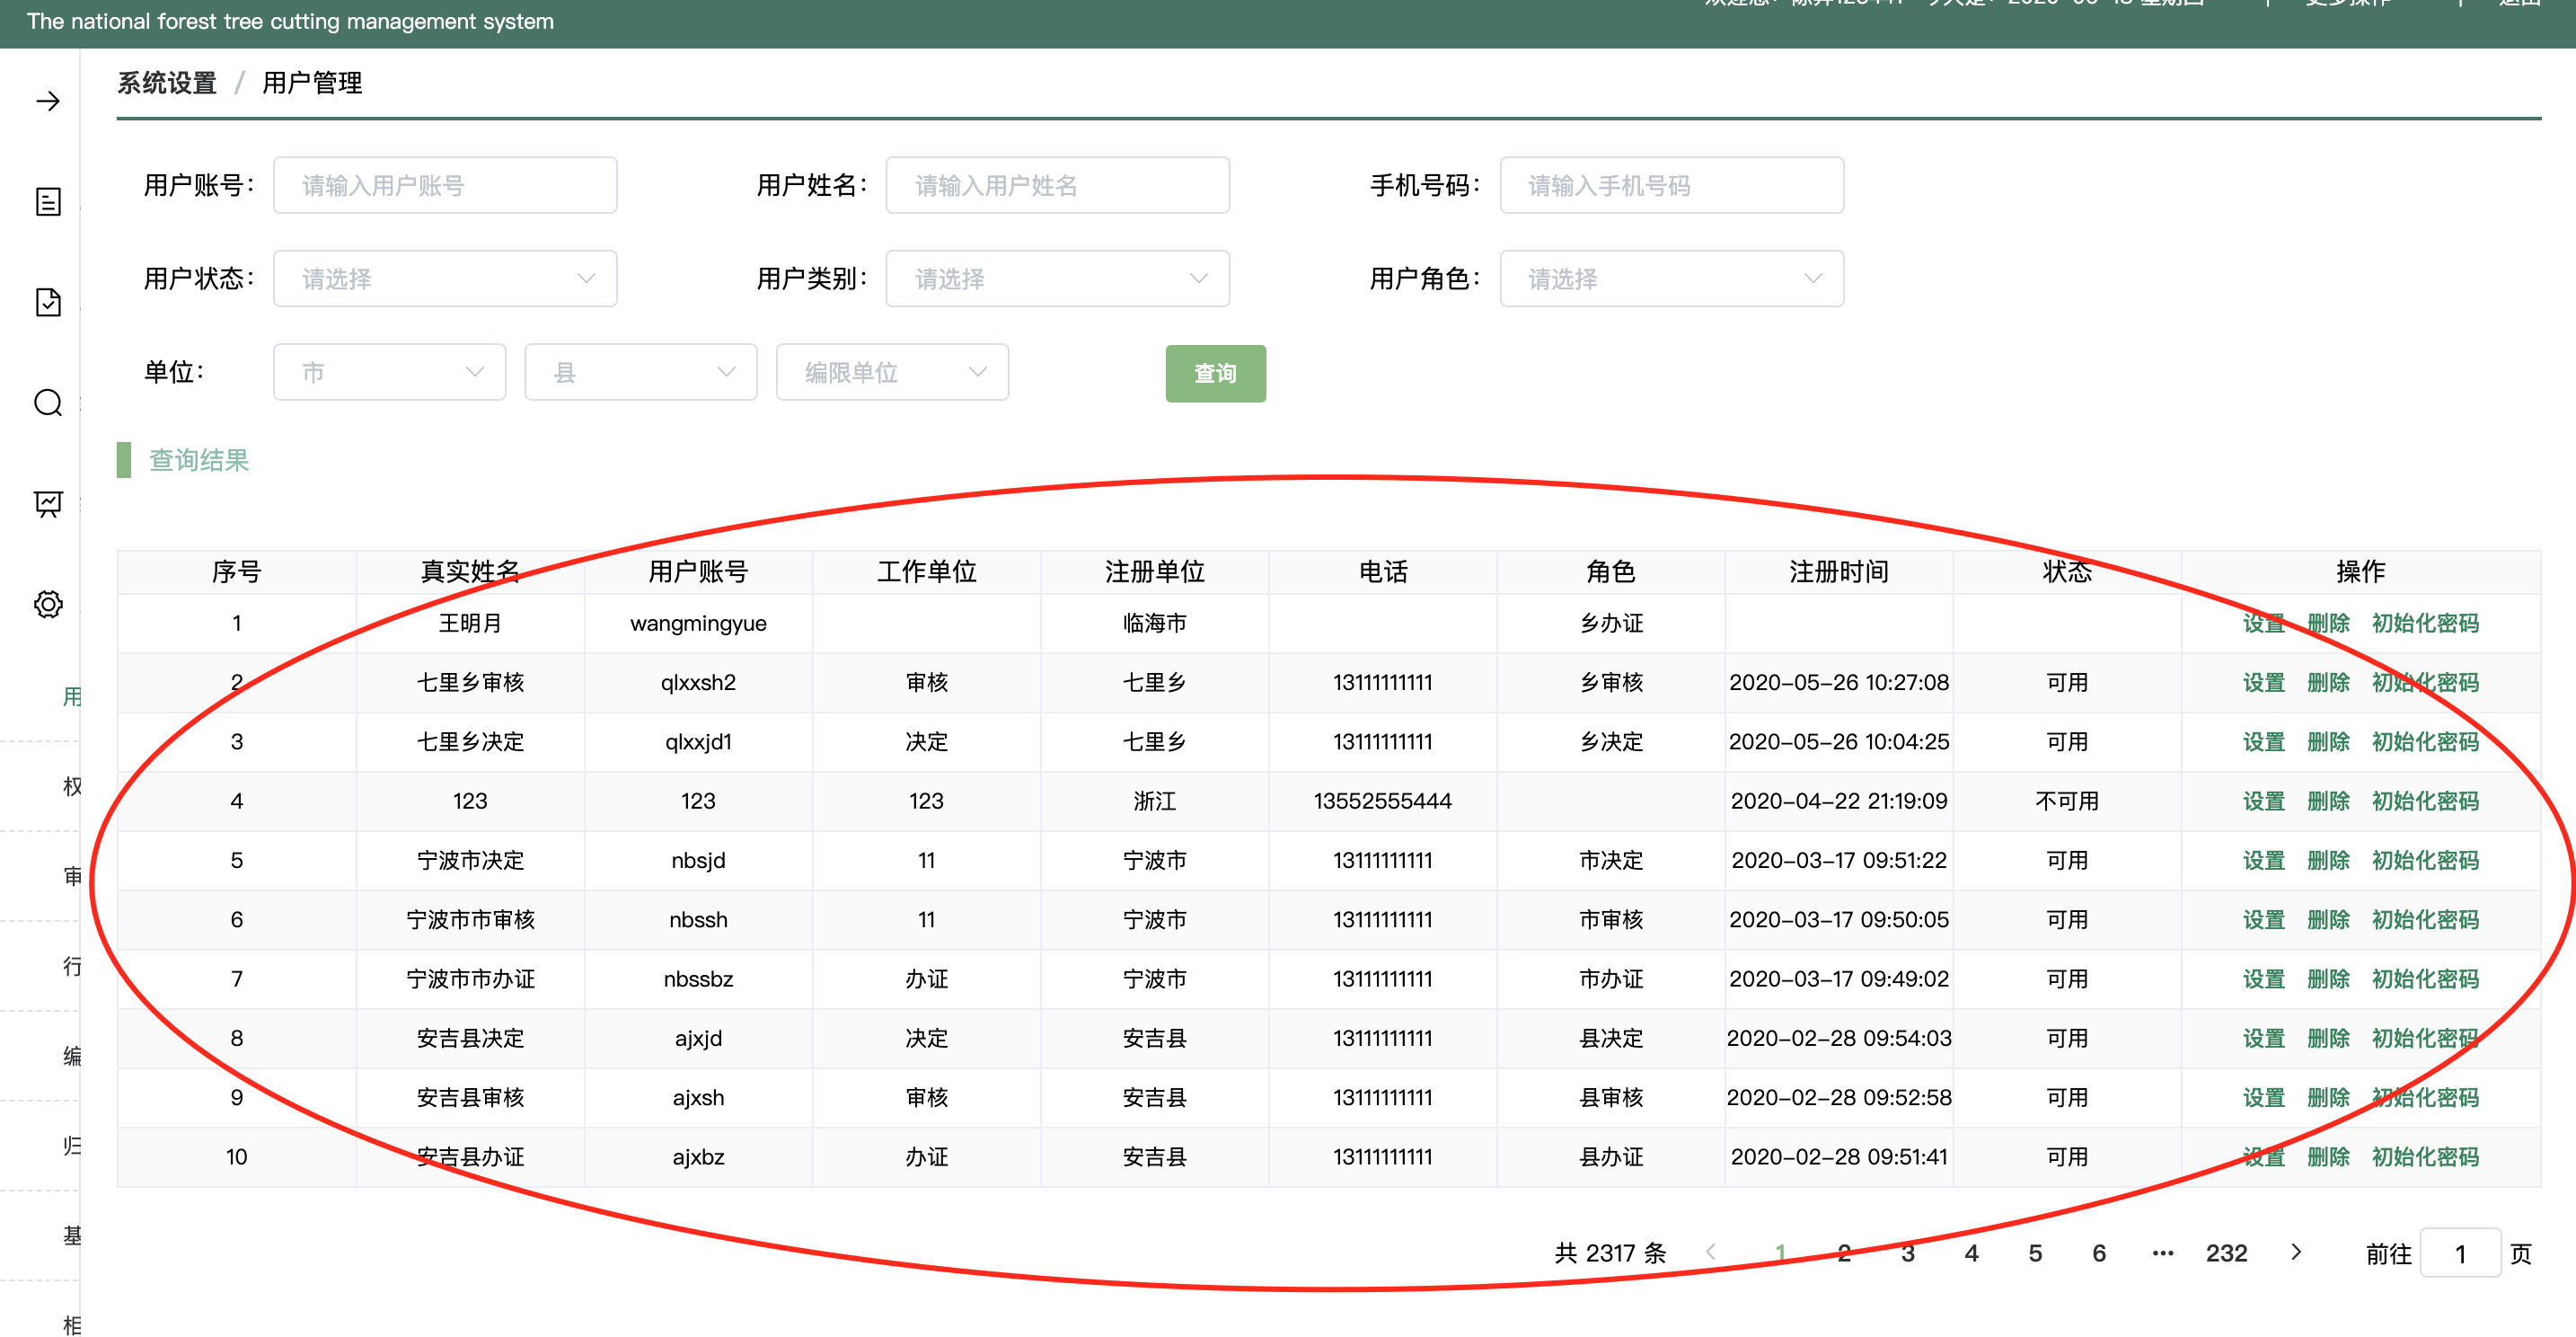 The national forest tree cutting management system
系统设置 / 用户管理
用户账号： 请输入用户账号 用户姓名： 请输入用户姓名 手机号码： 请输入手机号码
用户状态： 请选择 用户类别： 请选择 用户角色： 请选择
单位： 市 县 编限单位 查询
查询结果
序号 真实姓名 用户账号 工作单位 注册单位 电话 角色 注册时间 状态 操作
1 王明月 wangmingyue 临海市 乡办证 设置 删除 初始化密码
2 七里乡审核 qlxxsh2 审核 七里乡 13111111111 乡审核 2020-05-26 10:27:08 可用 设置 删除 初始化密码
3 七里乡决定 qlxxjd1 决定 七里乡 13111111111 乡决定 2020-05-26 10:04:25 可用 设置 删除 初始化密码
4 123 123 123 浙江 13552555444 2020-04-22 21:19:09 不可用 设置 删除 初始化密码
5 宁波市决定 nbsjd 11 宁波市 13111111111 市决定 2020-03-17 09:51:22 可用 设置 删除 初始化密码
6 宁波市市审核 nbssh 11 宁波市 13111111111 市审核 2020-03-17 09:50:05 可用 设置 删除 初始化密码
7 宁波市市办证 nbssbz 办证 宁波市 13111111111 市办证 2020-03-17 09:49:02 可用 设置 删除 初始化密码
8 安吉县决定 ajxjd 决定 安吉县 13111111111 县决定 2020-02-28 09:54:03 可用 设置 删除 初始化密码
9 安吉县审核 ajxsh 审核 安吉县 13111111111 县审核 2020-02-28 09:52:58 可用 设置 删除 初始化密码
10 安吉县办证 ajxbz 办证 安吉县 13111111111 县办证 2020-02-28 09:51:41 可用 设置 删除 初始化密码
共 2317 条 1 2 3 4 5 6 ••• 232 前往 1 页
用
权
审
行
编
归
基
相